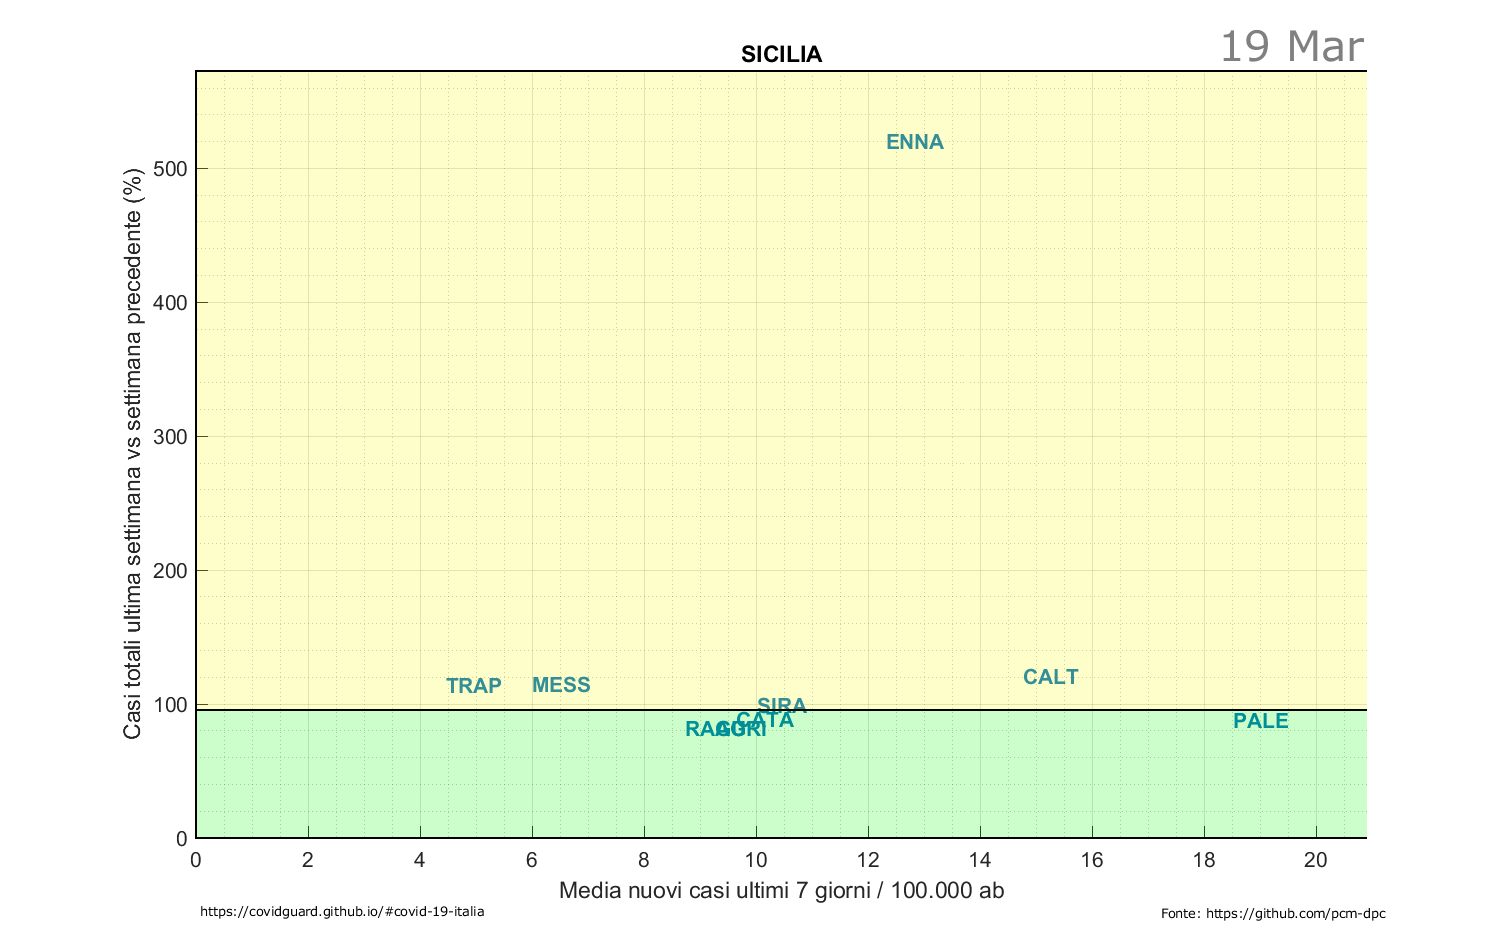 19 Mar
SICILIA
Casi totali ultima settimana vs settimana precedente (%)
500
400
300
200
100
0
ENNA
CALT
TRAP
MESS
SIRA
CATA
PALE
0 2 4 6 8 10 12 14 16 18 20
Media nuovi casi ultimi 7 giorni / 100.000 ab
https://covidguard.github.io/#covid-19-italia
Fonte: https://github.com/pcm-dpc